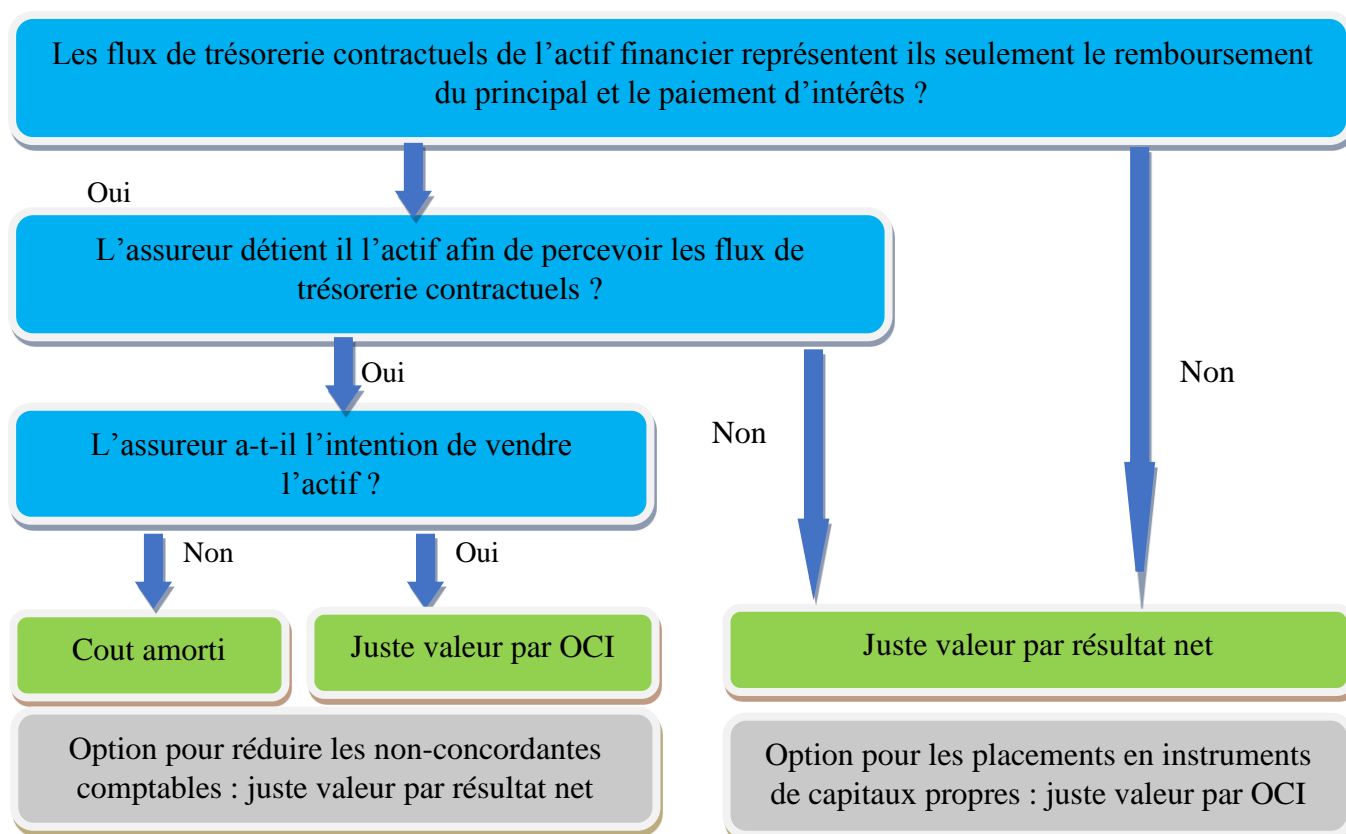 Les flux de trésorerie contractuels de l’actif financier représentent ils seulement le remboursement
du principal et le paiement d’intérêts ?
Oui
L’assureur détient il l’actif afin de percevoir les flux de
trésorerie contractuels ?
Oui
Non
Non
L’assureur a-t-il l’intention de vendre
l’actif ?
Non
Oui
Cout amorti
Juste valeur par OCI
Juste valeur par résultat net
Option pour réduire les non-concordantes
comptables : juste valeur par résultat net
Option pour les placements en instruments
de capitaux propres : juste valeur par OCI